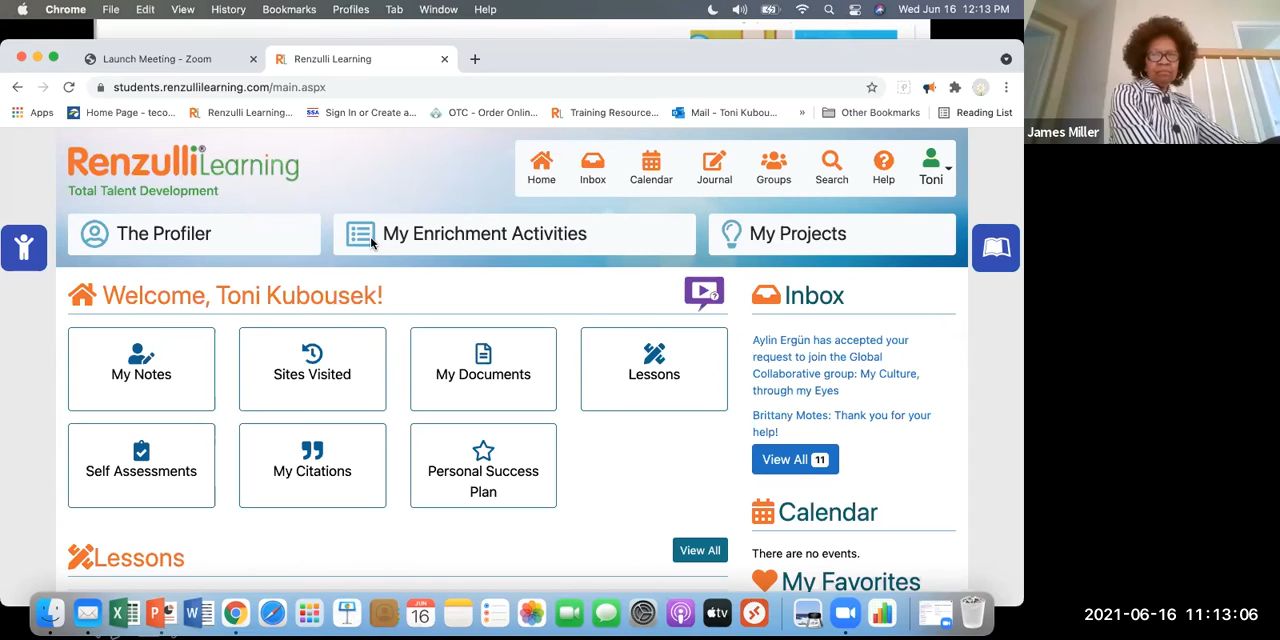 Chrome File Edit View History Bookmarks Profiles Tab Window Help Wed Jun 16 12:13 PM
Launch Meeting - Zoom
Renzulli Learning
students.renzullilearning.com/main.aspx
Apps Home Page - teco... Renzulli Learning... Sign In or Create a... OTC - Order Onlin... Training Resource... Mail - Toni Kubou... » Other Bookmarks Reading List
James Miller
RenzulliLearning®
Total Talent Development
Home Inbox Calendar Journal Groups Search Help Toni
The Profiler My Enrichment Activities My Projects
Welcome, Toni Kubousek!
My Notes
Sites Visited
My Documents
Lessons
Self Assessments
My Citations
Personal Success
Plan
Lessons
View All
Inbox
Aylin Ergün has accepted your
request to join the Global
Collaborative group: My Culture,
through my Eyes
Brittany Motes: Thank you for your
help!
View All 11
Calendar
There are no events.
My Favorites
JUN
16
tv
2021-06-16 11:13:06